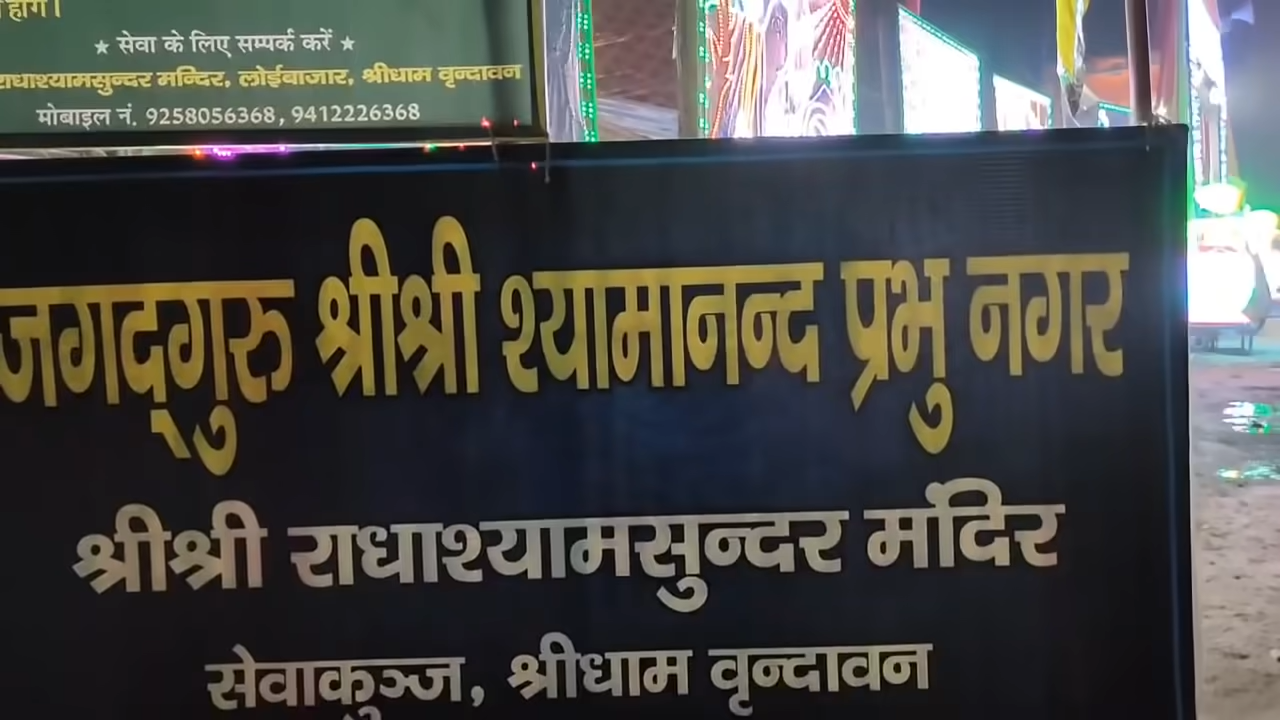 होंगे।
★ सेवा के लिए सम्पर्क करें ★
राधाश्यामसुन्दर मन्दिर, लोईबाजार, श्रीधाम वृन्दावन
मोबाइल नं. 9258056368, 9412226368
जगद्गुरु श्रीश्री श्यामानन्द प्रभु नगर
श्रीश्री राधाश्यामसुन्दर मंदिर
सेवाकुञ्ज, श्रीधाम वृन्दावन